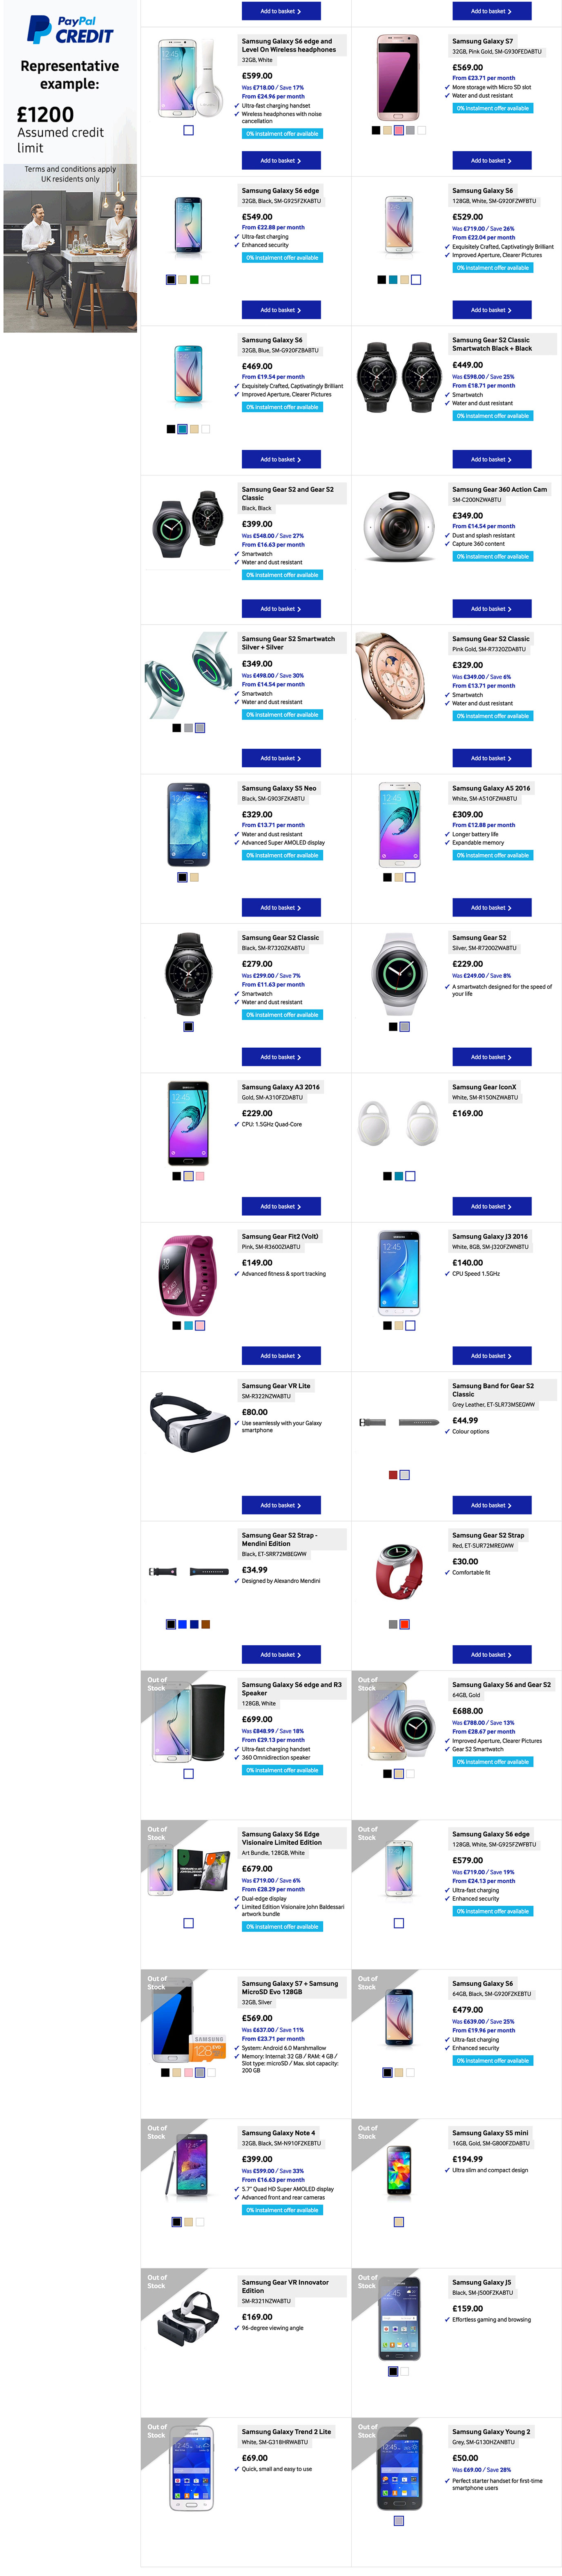 PayPal
CREDIT
Representative
example:
£1200
Assumed credit
limit
Terms and conditions apply
UK residents only
Add to basket
Add to basket
Samsung Galaxy S6 edge and
Level On Wireless headphones
32GB, White
£599.00
Was £718.00 / Save 17%
From £24.96 per month
Ultra-fast charging handset
Wireless headphones with noise
cancellation
0% instalment offer available
Add to basket
Samsung Galaxy S7
32GB, Pink Gold, SM-G930FEDABTU
£569.00
From £23.71 per month
More storage with Micro SD slot
Water and dust resistant
0% instalment offer available
Add to basket
Samsung Galaxy S6 edge
32GB, Black, SM-G925FZKABTU
£549.00
From £22.88 per month
Ultra-fast charging
Enhanced security
0% instalment offer available
Add to basket
Samsung Galaxy S6
128GB, White, SM-G920FZWFBTU
£529.00
Was £719.00 / Save 26%
From £22.04 per month
Exquisitely Crafted, Captivatingly Brilliant
Improved Aperture, Clearer Pictures
0% instalment offer available
Add to basket
Samsung Galaxy S6
32GB, Blue, SM-G920FZBABTU
£469.00
From £19.54 per month
Exquisitely Crafted, Captivatingly Brilliant
Improved Aperture, Clearer Pictures
0% instalment offer available
Add to basket
Samsung Gear S2 Classic
Smartwatch Black + Black
£449.00
Was £598.00 / Save 25%
From £18.71 per month
Smartwatch
Water and dust resistant
0% instalment offer available
Add to basket
Samsung Gear S2 and Gear S2
Classic
Black, Black
£399.00
Was £548.00 / Save 27%
From £16.63 per month
Smartwatch
Water and dust resistant
0% instalment offer available
Add to basket
Samsung Gear 360 Action Cam
SM-C200NZWABTU
£349.00
From £14.54 per month
Dust and splash resistant
Capture 360 content
0% instalment offer available
Add to basket
Samsung Gear S2 Smartwatch
Silver + Silver
£349.00
Was £498.00 / Save 30%
From £14.54 per month
Smartwatch
Water and dust resistant
0% instalment offer available
Add to basket
Samsung Gear S2 Classic
Pink Gold, SM-R7320ZDABTU
£329.00
Was £349.00 / Save 6%
From £13.71 per month
Smartwatch
Water and dust resistant
0% instalment offer available
Add to basket
Samsung Galaxy S5 Neo
Black, SM-G903FZKABTU
£329.00
From £13.71 per month
Water and dust resistant
Advanced Super AMOLED display
0% instalment offer available
Add to basket
Samsung Galaxy A5 2016
White, SM-A510FZWABTU
£309.00
From £12.88 per month
Longer battery life
Expandable memory
0% instalment offer available
Add to basket
Samsung Gear S2 Classic
Black, SM-R7320ZKABTU
£279.00
Was £299.00 / Save 7%
From £11.63 per month
Smartwatch
Water and dust resistant
0% instalment offer available
Add to basket
Samsung Gear S2
Silver, SM-R7200ZWABTU
£229.00
Was £249.00 / Save 8%
A smartwatch designed for the speed of
your life
Add to basket
Samsung Galaxy A3 2016
Gold, SM-A310FZDABTU
£229.00
CPU: 1.5GHz Quad-Core
Add to basket
Samsung Gear IconX
White, SM-R150NZWABTU
£169.00
Add to basket
Samsung Gear Fit2 (Volt)
Pink, SM-R3600ZIABTU
£149.00
Advanced fitness & sport tracking
Add to basket
Samsung Galaxy J3 2016
White, 8GB, SM-J320FZWNBTU
£140.00
CPU Speed 1.5GHz
Add to basket
Samsung Gear VR Lite
SM-R322NZWABTU
£80.00
Use seamlessly with your Galaxy
smartphone
Add to basket
Samsung Band for Gear S2
Classic
Grey Leather, ET-SLR73MSEGWW
£44.99
Colour options
Add to basket
Samsung Gear S2 Strap -
Mendini Edition
Black, ET-SRR72MBEGWW
£34.99
Designed by Alexandro Mendini
Add to basket
Samsung Gear S2 Strap
Red, ET-SUR72MREGWW
£30.00
Comfortable fit
Add to basket
Out of
Stock
Samsung Galaxy S6 edge and R3
Speaker
128GB, White
£699.00
Was £848.99 / Save 18%
From £29.13 per month
Ultra-fast charging handset
360 Omnidirection speaker
0% instalment offer available
Out of
Stock
Samsung Galaxy S6 and Gear S2
64GB, Gold
£688.00
Was £788.00 / Save 13%
From £28.67 per month
Improved Aperture, Clearer Pictures
Gear S2 Smartwatch
0% instalment offer available
Out of
Stock
Samsung Galaxy S6 Edge
Visionaire Limited Edition
Art Bundle, 128GB, White
£679.00
Was £719.00 / Save 6%
From £28.29 per month
Dual-edge display
Limited Edition Visionaire John Baldessari
artwork bundle
0% instalment offer available
Out of
Stock
Samsung Galaxy S6 edge
128GB, White, SM-G925FZWFBTU
£579.00
Was £719.00 / Save 19%
From £24.13 per month
Ultra-fast charging
Enhanced security
0% instalment offer available
Out of
Stock
SAMSUNG
128
Samsung Galaxy S7 + Samsung
MicroSD Evo 128GB
32GB, Silver
£569.00
Was £637.00 / Save 11%
From £23.71 per month
System: Android 6.0 Marshmallow
Memory: Internal: 32 GB / RAM: 4 GB /
Slot type: microSD / Max. slot capacity:
200 GB
Out of
Stock
Samsung Galaxy S6
64GB, Black, SM-G920FZKEBTU
£479.00
Was £639.00 / Save 25%
From £19.96 per month
Ultra-fast charging
Enhanced security
0% instalment offer available
Out of
Stock
Samsung Galaxy Note 4
32GB, Black, SM-N910FZKEBTU
£399.00
Was £599.00 / Save 33%
From £16.63 per month
5.7" Quad HD Super AMOLED display
Advanced front and rear cameras
0% instalment offer available
Out of
Stock
Samsung Galaxy S5 mini
16GB, Gold, SM-G800FZDABTU
£194.99
Ultra slim and compact design
Out of
Stock
Samsung Gear VR Innovator
Edition
SM-R321NZWABTU
£169.00
96-degree viewing angle
Out of
Stock
Samsung Galaxy J5
Black, SM-J500FZKABTU
£159.00
Effortless gaming and browsing
Out of
Stock
Samsung Galaxy Trend 2 Lite
White, SM-G318HRWABTU
£69.00
Quick, small and easy to use
Out of
Stock
Samsung Galaxy Young 2
Grey, SM-G130HZANBTU
£50.00
Was £69.00 / Save 28%
Perfect starter handset for first-time
smartphone users